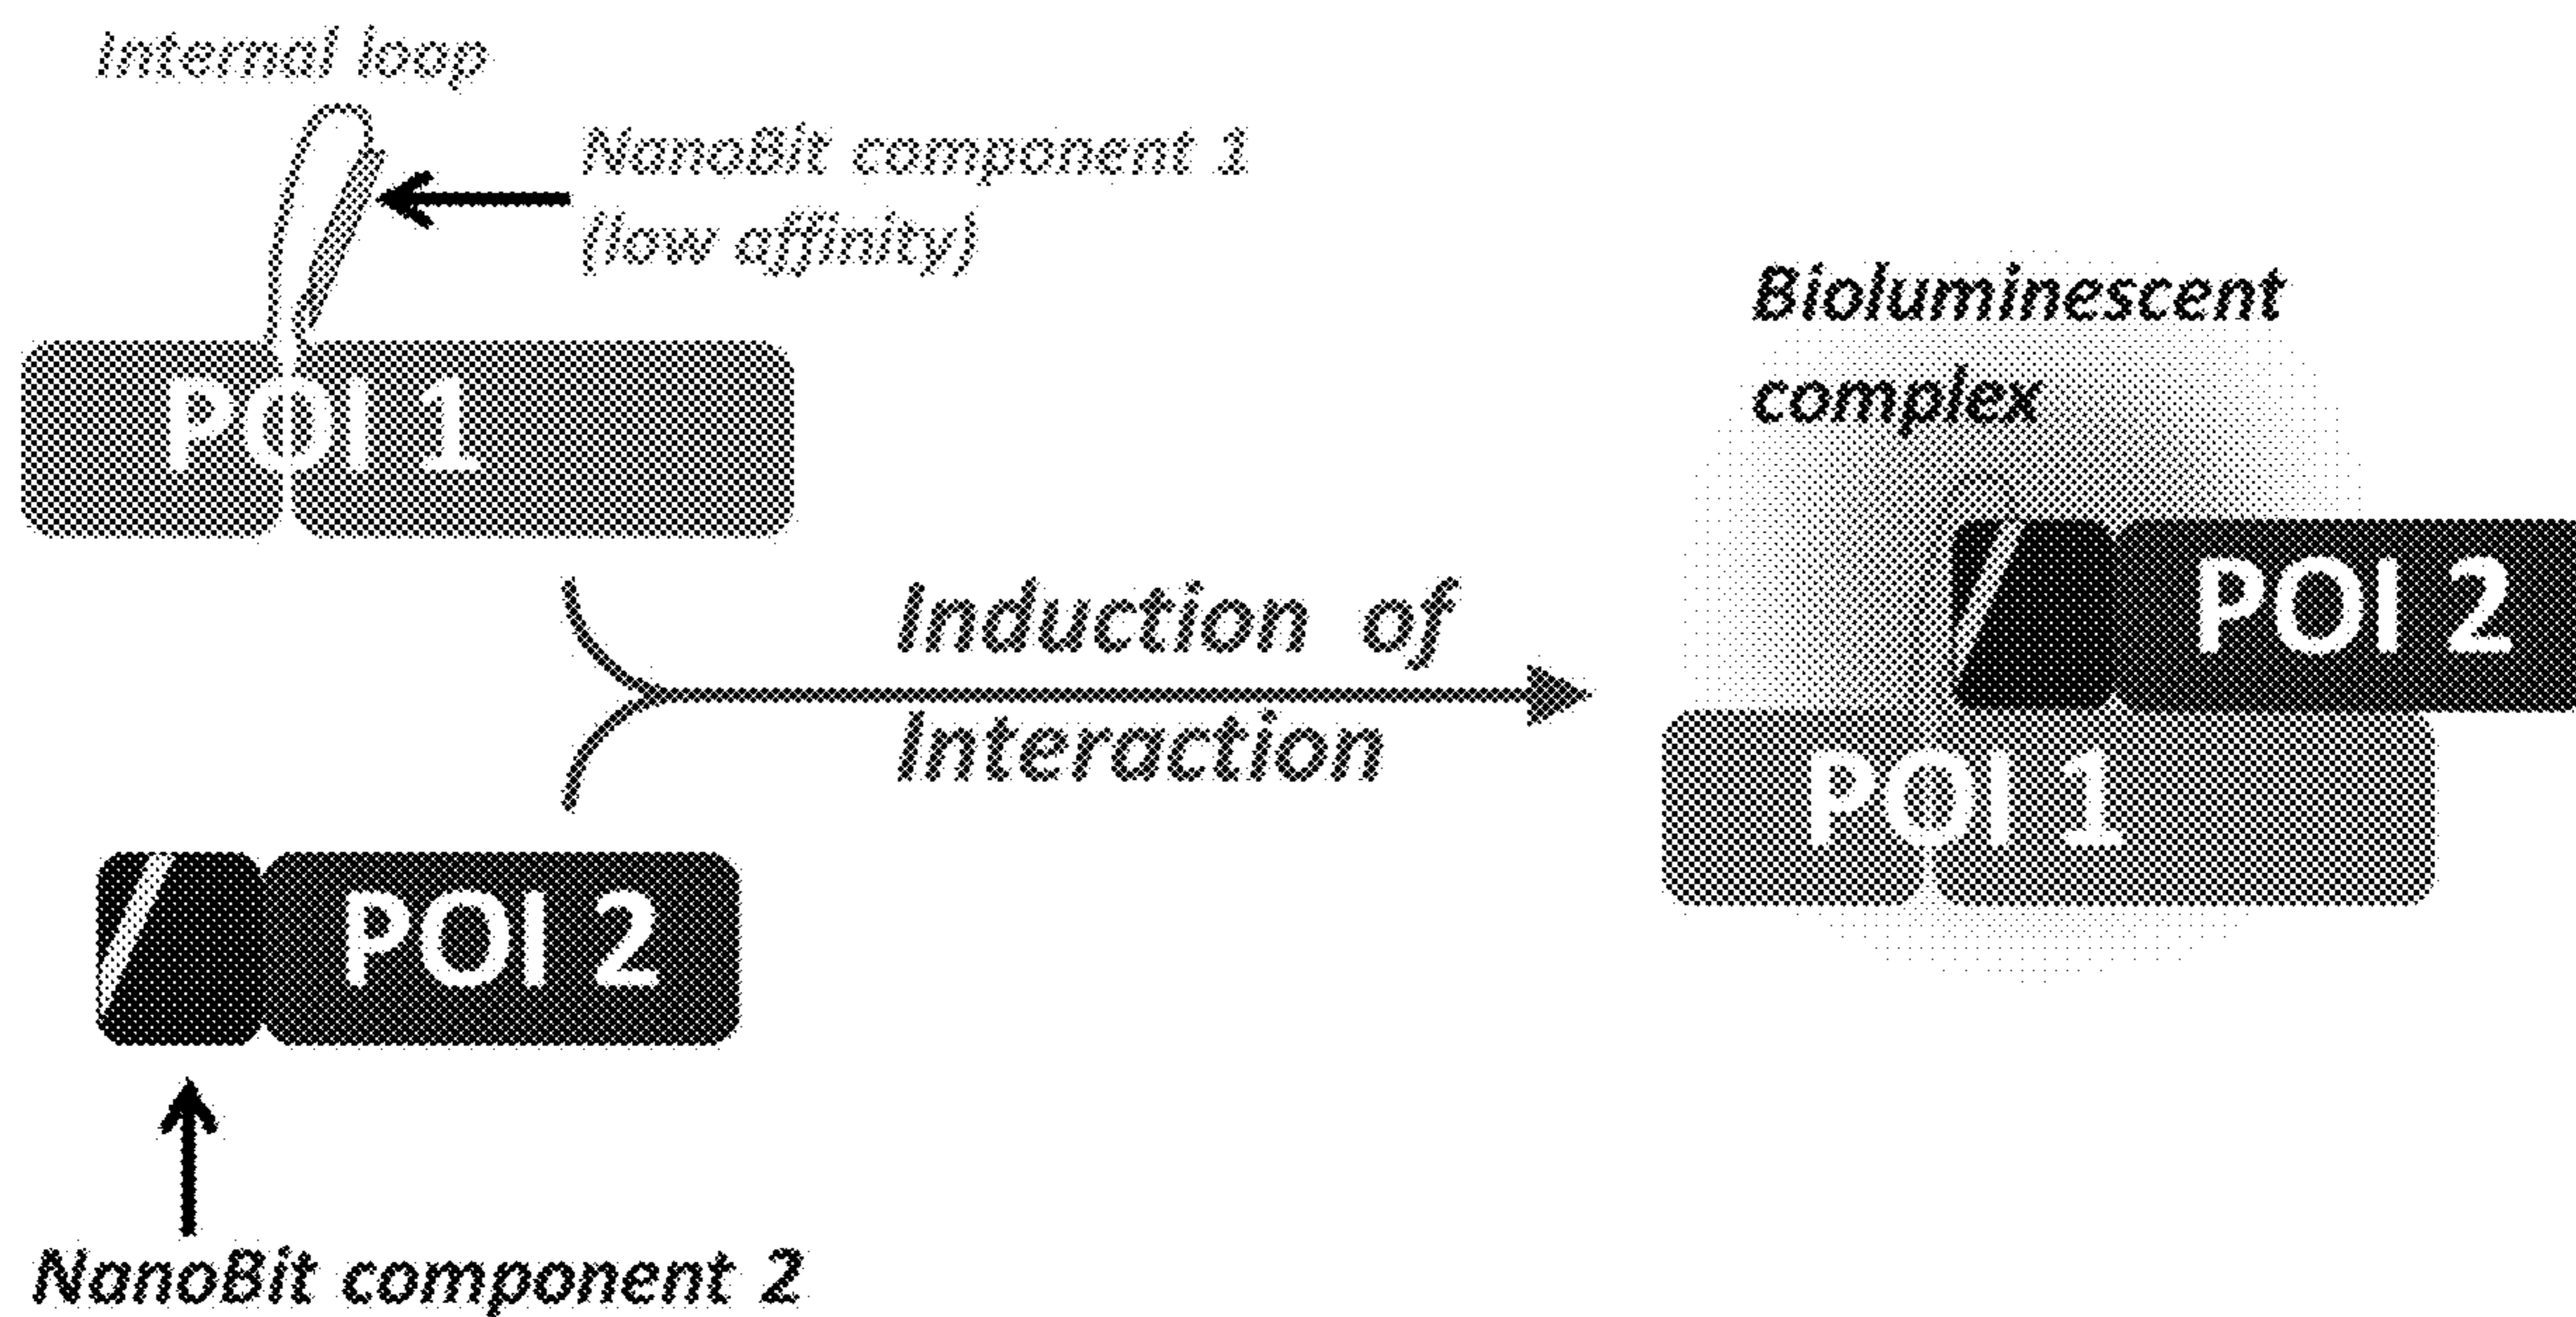 Internal loop
NanoBit component 1
(low affinity)
POI 1
Induction of
Interaction
POI 2
NanoBit component 2
Bioluminescent
complex
POI 2
POI 1